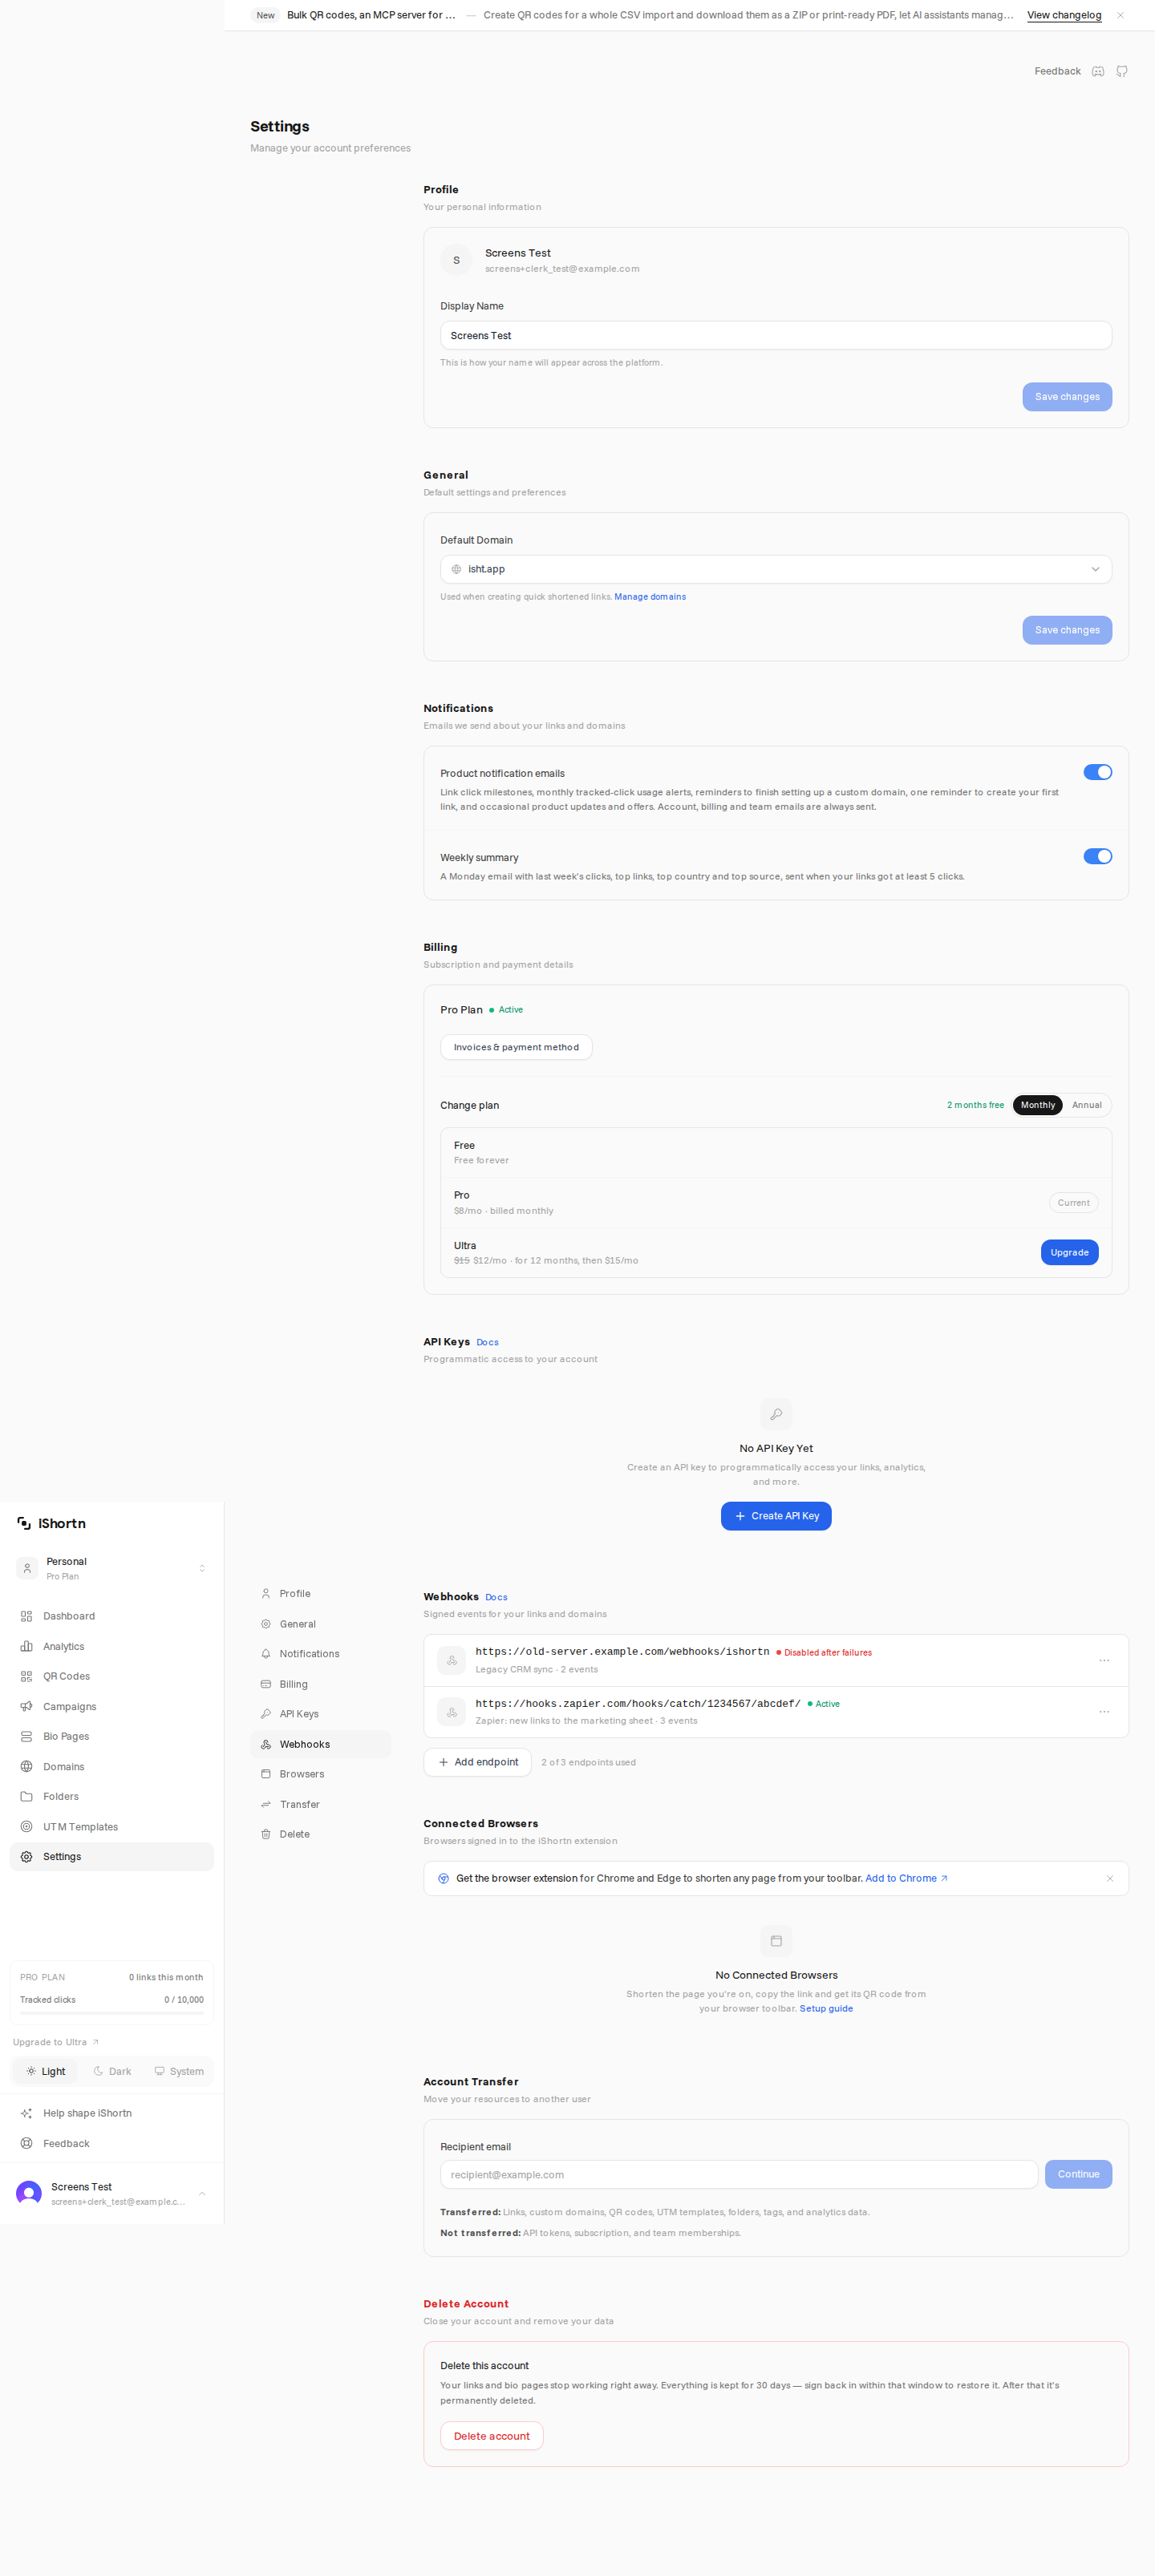 New Bulk QR codes, an MCP server for ... — Create QR codes for a whole CSV import and download them as a ZIP or print-ready PDF, let AI assistants manag... View changelog
Feedback
Settings
Manage your account preferences
Profile
Your personal information
S
Screens Test
screens+clerk_test@example.com
Display Name
Screens Test
This is how your name will appear across the platform.
Save changes
General
Default settings and preferences
Default Domain
isht.app
Used when creating quick shortened links. Manage domains
Save changes
Notifications
Emails we send about your links and domains
Product notification emails
Link click milestones, monthly tracked-click usage alerts, reminders to finish setting up a custom domain, one reminder to create your first
link, and occasional product updates and offers. Account, billing and team emails are always sent.
Weekly summary
A Monday email with last week's clicks, top links, top country and top source, sent when your links got at least 5 clicks.
Billing
Subscription and payment details
Pro Plan Active
Invoices & payment method
Change plan 2 months free Monthly Annual
Free
Free forever
Pro
$8/mo · billed monthly
Current
Ultra
$15 $12/mo · for 12 months, then $15/mo
Upgrade
API Keys Docs
Programmatic access to your account
No API Key Yet
Create an API key to programmatically access your links, analytics,
and more.
Create API Key
iShortn
Personal
Pro Plan
Dashboard
Analytics
QR Codes
Campaigns
Bio Pages
Domains
Folders
UTM Templates
Settings
PRO PLAN 0 links this month
Tracked clicks 0 / 10,000
Upgrade to Ultra
Light Dark System
Help shape iShortn
Feedback
Screens Test
screens+clerk_test@example.c...
Profile
General
Notifications
Billing
API Keys
Webhooks
Browsers
Transfer
Delete
Webhooks Docs
Signed events for your links and domains
https://old-server.example.com/webhooks/ishortn Disabled after failures
Legacy CRM sync · 2 events
https://hooks.zapier.com/hooks/catch/1234567/abcdef/ Active
Zapier: new links to the marketing sheet · 3 events
Add endpoint 2 of 3 endpoints used
Connected Browsers
Browsers signed in to the iShortn extension
Get the browser extension for Chrome and Edge to shorten any page from your toolbar. Add to Chrome
No Connected Browsers
Shorten the page you're on, copy the link and get its QR code from
your browser toolbar. Setup guide
Account Transfer
Move your resources to another user
Recipient email
recipient@example.com
Continue
Transferred: Links, custom domains, QR codes, UTM templates, folders, tags, and analytics data.
Not transferred: API tokens, subscription, and team memberships.
Delete Account
Close your account and remove your data
Delete this account
Your links and bio pages stop working right away. Everything is kept for 30 days — sign back in within that window to restore it. After that it's
permanently deleted.
Delete account